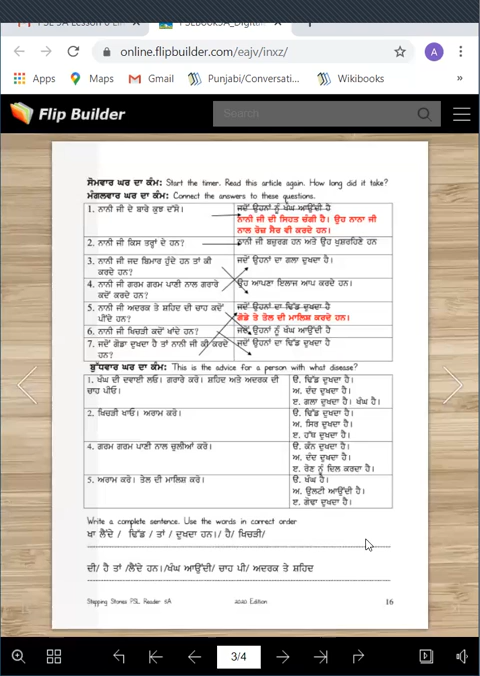 PSL 5A Lesson 6 L
PSLBook5A_Digit
online.flipbuilder.com/eajv/inxz/
A
Apps
Maps
Gmail
Punjabi/Conversati...
Wikibooks
»
Flip Builder
Search
ਸੋਮਵਾਰ ਘਰ ਦਾ ਕੰਮ: Start the timer. Read this article again. How long did it take?
ਮੰਗਲਵਾਰ ਘਰ ਦਾ ਕੰਮ: Connect the answers to these questions.
1. ਨਾਨੀ ਜੀ ਦੇ ਬਾਰੇ ਕੁਝ ਦੱਸੋ।
ਜਦੋਂ ਉਹਨਾਂ ਨੂੰ ਖੰਘ ਆਉਂਦੀ ਹੈ
ਨਾਨੀ ਜੀ ਦੀ ਸਿਹਤ ਚੰਗੀ ਹੈ। ਉਹ ਨਾਨਾ ਜੀ
ਨਾਲ ਰੋਜ਼ ਸੈਰ ਵੀ ਕਰਦੇ ਹਨ।
2. ਨਾਨੀ ਜੀ ਕਿਸ ਤਰ੍ਹਾਂ ਦੇ ਹਨ?
ਨਾਨੀ ਜੀ ਬਜ਼ੁਰਗ ਹਨ ਅਤੇ ਉਹ ਖੁਸ਼ਰਹਿਣੇ ਹਨ
3. ਨਾਨੀ ਜੀ ਜਦ ਬਿਮਾਰ ਹੁੰਦੇ ਹਨ ਤਾਂ ਕੀ
ਕਰਦੇ ਹਨ?
ਜਦੋਂ ਉਹਨਾਂ ਦਾ ਗਲਾ ਦੁਖਦਾ ਹੈ।
4. ਨਾਨੀ ਜੀ ਗਰਮ ਗਰਮ ਪਾਣੀ ਨਾਲ ਗਰਾਰੇ
ਕਦੋਂ ਕਰਦੇ ਹਨ?
ਉਹ ਆਪਣਾ ਇਲਾਜ ਆਪ ਕਰਦੇ ਹਨ।
5. ਨਾਨੀ ਜੀ ਅਦਰਕ ਤੇ ਸ਼ਹਿਦ ਦੀ ਚਾਹ ਕਦੋਂ
ਪੀਂਦੇ ਹਨ?
ਜਦੋਂ ਉਹਨਾਂ ਦਾ ਢਿੱਡ ਦੁਖਦਾ ਹੈ
ਗੋਡੇ ਤੇ ਤੇਲ ਦੀ ਮਾਲਿਸ਼ ਕਰਦੇ ਹਨ।
6. ਨਾਨੀ ਜੀ ਖਿਚੜੀ ਕਦੋਂ ਖਾਂਦੇ ਹਨ?
ਜਦੋਂ ਉਹਨਾਂ ਨੂੰ ਖੰਘ ਆਉਂਦੀ ਹੈ
7. ਜਦੋਂ ਗੋਡਾ ਦੁਖਦਾ ਹੈ ਤਾਂ ਨਾਨੀ ਜੀ ਕੀ ਕਰਦੇ
ਹਨ?
ਜਦੋਂ ਉਹਨਾਂ ਦਾ ਢਿੱਡ ਦੁਖਦਾ ਹੈ
ਬੁੱਧਵਾਰ ਘਰ ਦਾ ਕੰਮ: This is the advice for a person with what disease?
1. ਖੰਘ ਦੀ ਦਵਾਈ ਲਓ। ਗਰਾਰੇ ਕਰੋ। ਸ਼ਹਿਦ ਅਤੇ ਅਦਰਕ ਦੀ
ਚਾਹ ਪੀਓ।
ੳ. ਢਿੱਡ ਦੁਖਦਾ ਹੈ।
ਅ. ਦੰਦ ਦੁਖਦਾ ਹੈ।
ੲ. ਗਲਾ ਦੁਖਦਾ ਹੈ। ਖੰਘ ਹੈ।
2. ਖਿਚੜੀ ਖਾਓ। ਅਰਾਮ ਕਰੋ।
ੳ. ਢਿੱਡ ਦੁਖਦਾ ਹੈ।
ਅ. ਸਿਰ ਦੁਖਦਾ ਹੈ।
ੲ. ਹੱਥ ਦੁਖਦਾ ਹੈ।
4. ਗਰਮ ਗਰਮ ਪਾਣੀ ਨਾਲ ਚੁਲੀਆਂ ਕਰੋ।
ੳ. ਕੰਨ ਦੁਖਦਾ ਹੈ।
ਅ. ਦੰਦ ਦੁਖਦਾ ਹੈ।
ੲ. ਰੋਣ ਨੂੰ ਦਿਲ ਕਰਦਾ ਹੈ।
5. ਅਰਾਮ ਕਰੋ। ਤੇਲ ਦੀ ਮਾਲਿਸ਼ ਕਰੋ।
ੳ. ਖੰਘ ਹੈ।
ਅ. ਉਲਟੀ ਆਉਂਦੀ ਹੈ।
ੲ. ਗੋਢਾ ਦੁਖਦਾ ਹੈ।
Write a complete sentence. Use the words in correct order
ਖਾ ਲੈਂਦੇ / ਢਿੱਡ / ਤਾਂ / ਦੁਖਦਾ ਹਨ।/ ਹੈ/ ਖਿਚੜੀ/
ਦੀ/ ਹੈ ਤਾਂ /ਲੈਂਦੇ ਹਨ।/ਖੰਘ ਆਉਂਦੀ/ ਚਾਹ ਪੀ/ ਅਦਰਕ ਤੇ ਸ਼ਹਿਦ
Stepping Stones PSL Reader 5A
2020 Edition
16
3/4